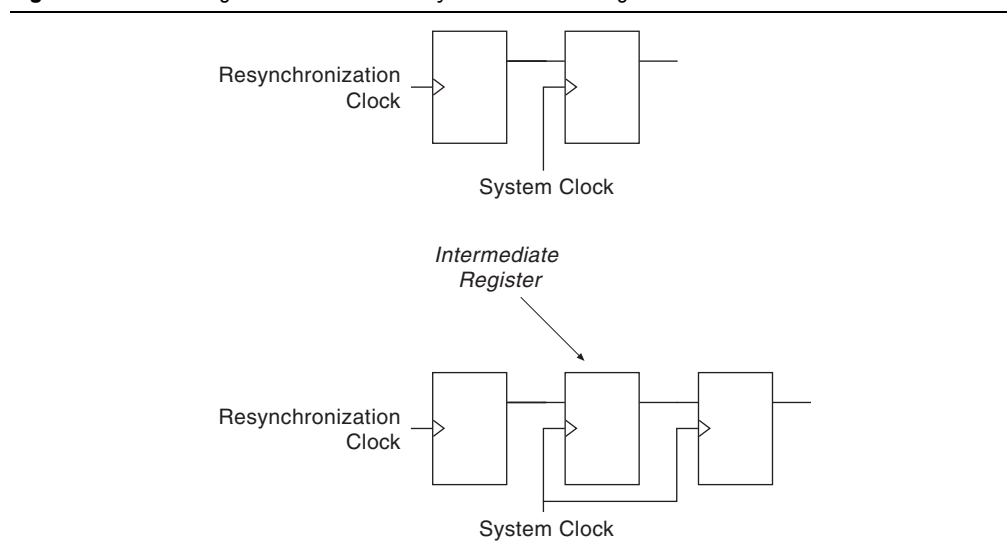 Resynchronization
Clock
System Clock
Intermediate
Register
Resynchronization
Clock
System Clock